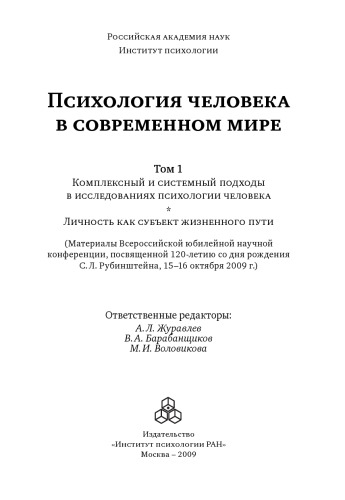 Российская академия наук
Институт психологии
Психология человека
в современном мире
Том 1
Комплексный и системный подходы
в исследованиях психологии человека
*
Личность как субъект жизненного пути
(Материалы Всероссийской юбилейной научной
конференции, посвященной 120-летию со дня рождения
С. Л. Рубинштейна, 15–16 октября 2009 г.)
Ответственные редакторы:
А. Л. Журавлев
В. А. Барабанщиков
М. И. Воловикова
Издательство
«Институт психологии РАН»
Москва – 2009